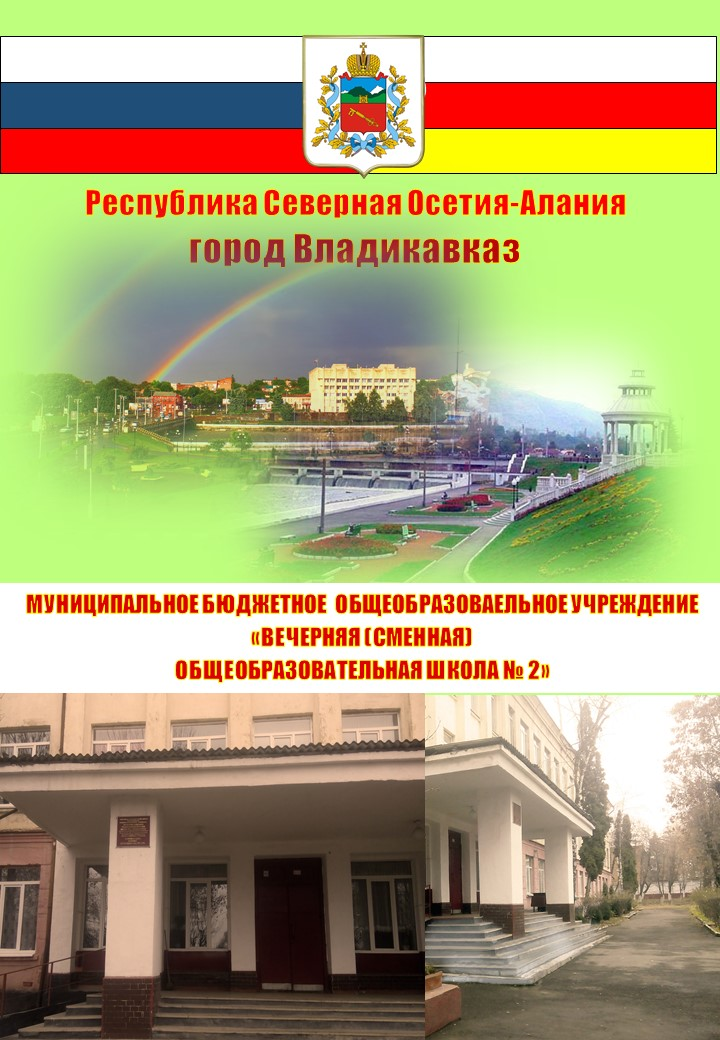 Республика Северная Осетия-Алания
город Владикавказ
МУНИЦИПАЛЬНОЕ БЮДЖЕТНОЕ ОБЩЕОБРАЗОВАЕЛЬНОЕ УЧРЕЖДЕНИЕ
«ВЕЧЕРНЯЯ (СМЕННАЯ)
ОБЩЕОБРАЗОВАТЕЛЬНАЯ ШКОЛА № 2»